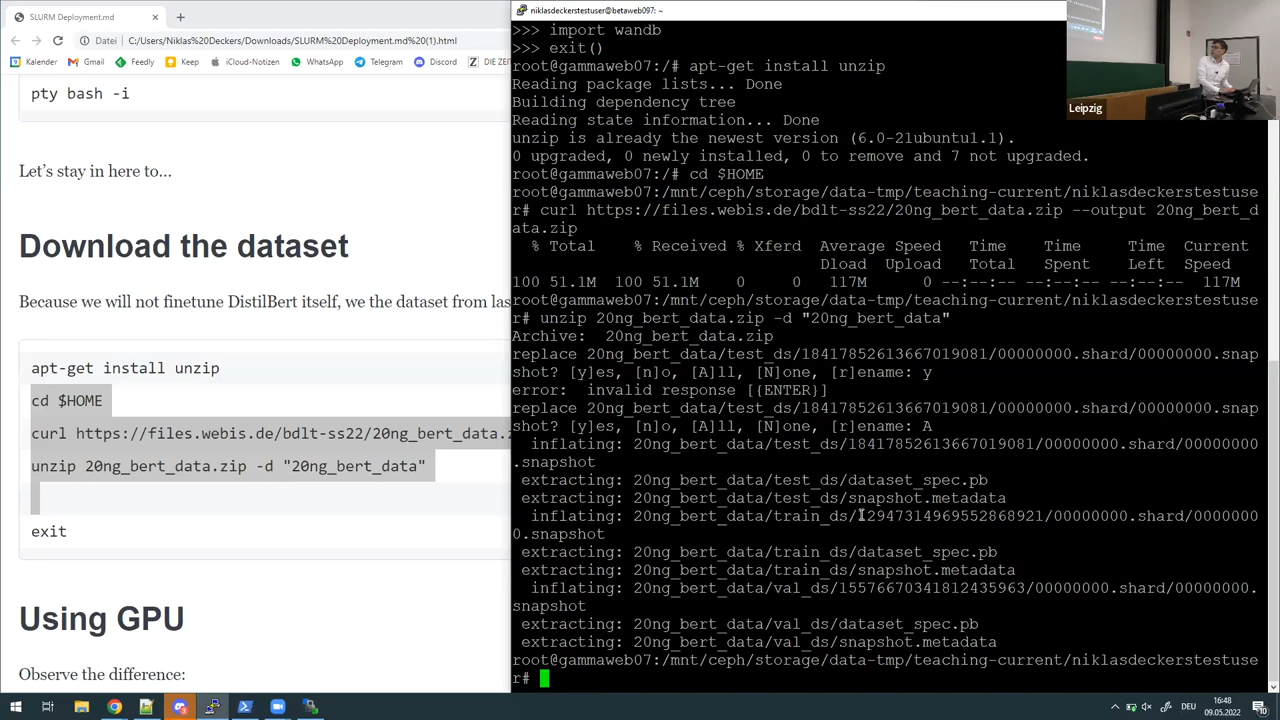 SLURM Deployment.md
Datei
C:/Users/Niklas%20Deckers/Downloads/SLURM%20Deployment.md%20(1).html
Kalender
Gmail
Feedly
Keep
iCloud-Notizen
WhatsApp
Telegram
Discord
DIE ZEI
pty bash -i
Let's stay in here to…
Download the dataset
Because we will not finetune DistilBert itself, we the dataset from las
apt-get install unzip
cd $HOME
curl https://files.webis.de/bdlt-ss22/20ng_bert_data.z
unzip 20ng_bert_data.zip -d "20ng_bert_data"
exit
Using GPU
Observe the difference:
niklasdeckerstestuser@betaweb097: ~
>>> import wandb
>>> exit()
root@gammaweb07:/# apt-get install unzip
Reading package lists... Done
Building dependency tree
Reading state information... Done
unzip is already the newest version (6.0-21ubuntu1.1).
0 upgraded, 0 newly installed, 0 to remove and 7 not upgraded.
root@gammaweb07:/# cd $HOME
root@gammaweb07:/mnt/ceph/storage/data-tmp/teaching-current/niklasdeckerstestuse
r# curl https://files.webis.de/bdlt-ss22/20ng_bert_data.zip --output 20ng_bert_d
ata.zip
% Total % Received % Xferd Average Speed Time Time Time Current
Dload Upload Total Spent Left Speed
100 51.1M 100 51.1M 0 0 117M 0 --:--:-- --:--:-- --:--:-- 117M
root@gammaweb07:/mnt/ceph/storage/data-tmp/teaching-current/niklasdeckerstestuse
r# unzip 20ng_bert_data.zip -d "20ng_bert_data"
Archive: 20ng_bert_data.zip
replace 20ng_bert_data/test_ds/18417852613667019081/00000000.shard/00000000.snap
shot? [y]es, [n]o, [A]ll, [N]one, [r]ename: y
error: invalid response [{ENTER}]
replace 20ng_bert_data/test_ds/18417852613667019081/00000000.shard/00000000.snap
shot? [y]es, [n]o, [A]ll, [N]one, [r]ename: A
inflating: 20ng_bert_data/test_ds/18417852613667019081/00000000.shard/00000000
.snapshot
extracting: 20ng_bert_data/test_ds/dataset_spec.pb
extracting: 20ng_bert_data/test_ds/snapshot.metadata
inflating: 20ng_bert_data/train_ds/12947314969552868921/00000000.shard/0000000
0.snapshot
extracting: 20ng_bert_data/train_ds/dataset_spec.pb
extracting: 20ng_bert_data/train_ds/snapshot.metadata
inflating: 20ng_bert_data/val_ds/15576670341812435963/00000000.shard/00000000.
snapshot
extracting: 20ng_bert_data/val_ds/dataset_spec.pb
extracting: 20ng_bert_data/val_ds/snapshot.metadata
root@gammaweb07:/mnt/ceph/storage/data-tmp/teaching-current/niklasdeckerstestuse
r#
Leipzig
DEU
16:48
09.05.2022